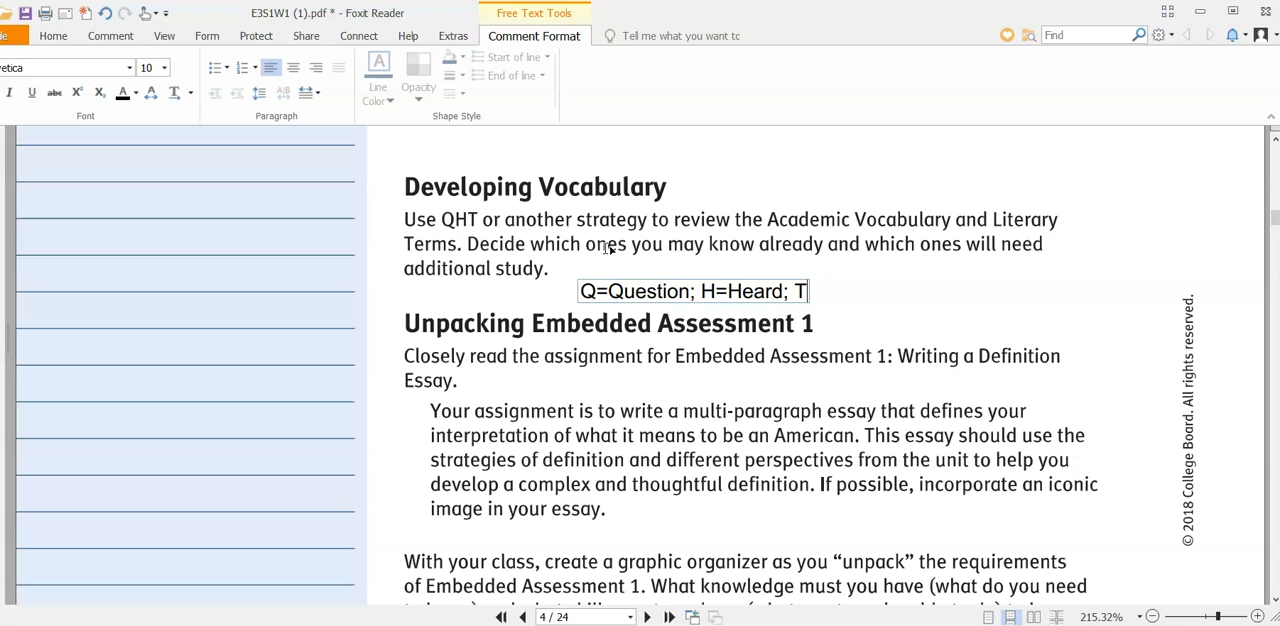 E3S1W1 (1).pdf * - Foxit Reader
Free Text Tools
Home Comment View Form Protect Share Connect Help Extras Comment Format Tell me what you want to Find
etica 10
Start of line
End of line
Line
Color
Opacity
Font Paragraph Shape Style
Developing Vocabulary
Use QHT or another strategy to review the Academic Vocabulary and Literary
Terms. Decide which ones you may know already and which ones will need
additional study.
Q=Question; H=Heard; T
Unpacking Embedded Assessment 1
Closely read the assignment for Embedded Assessment 1: Writing a Definition
Essay.
Your assignment is to write a multi-paragraph essay that defines your
interpretation of what it means to be an American. This essay should use the
strategies of definition and different perspectives from the unit to help you
develop a complex and thoughtful definition. If possible, incorporate an iconic
image in your essay.
With your class, create a graphic organizer as you “unpack” the requirements
of Embedded Assessment 1. What knowledge must you have (what do you need
© 2018 College Board. All rights reserved.
4 / 24
215.32%